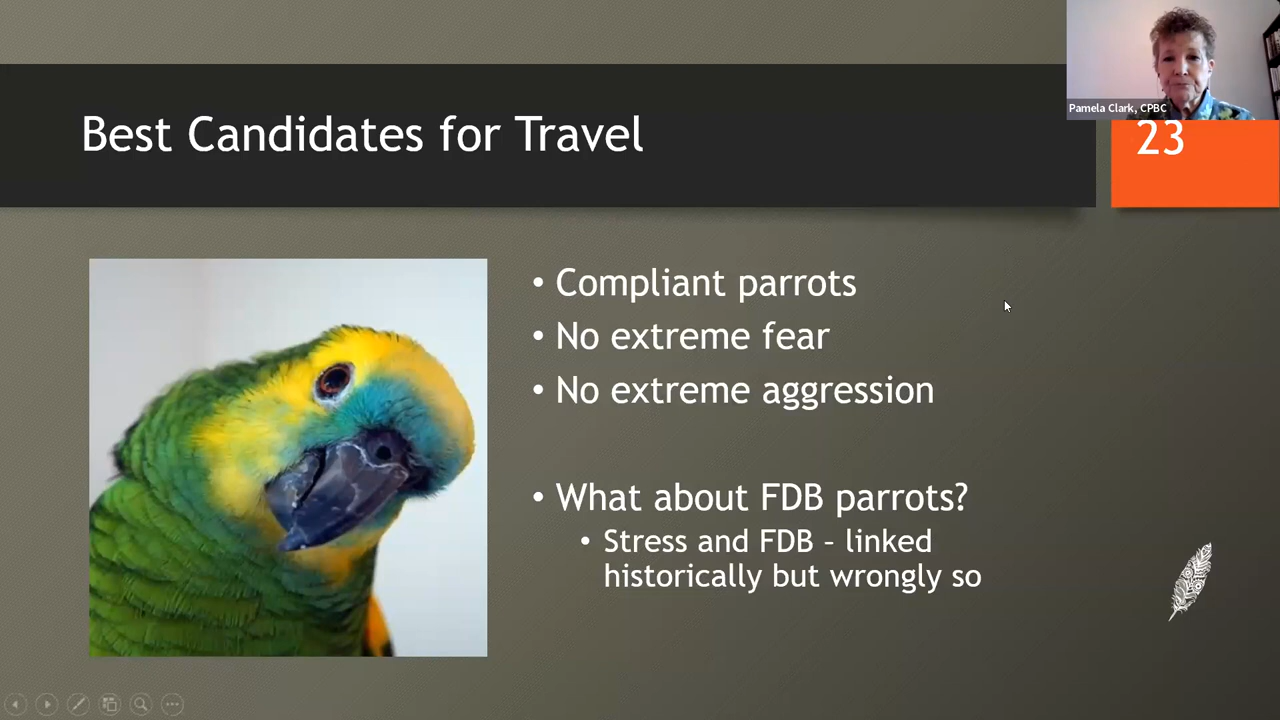 Pamela Clark, CPBC
Best Candidates for Travel
23
• Compliant parrots
• No extreme fear
• No extreme aggression
• What about FDB parrots?
• Stress and FDB – linked
historically but wrongly so